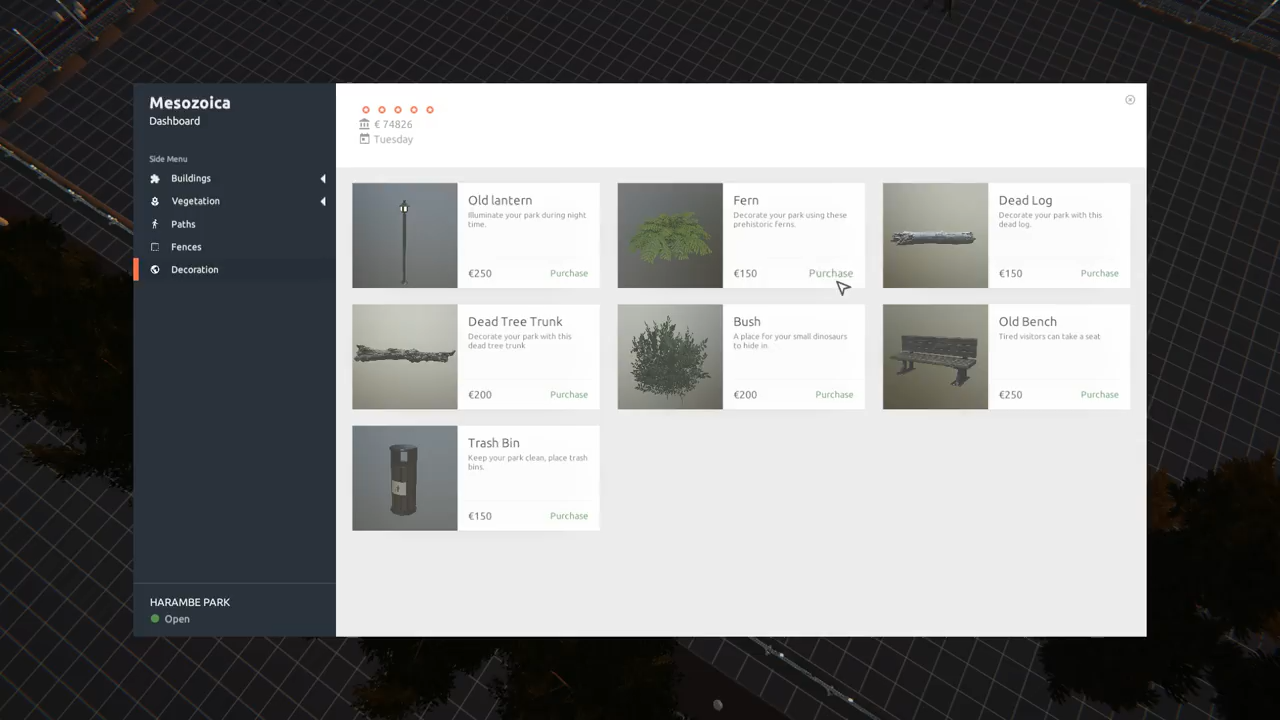 Mesozoica
Dashboard
Side Menu
Buildings
Vegetation
Paths
Fences
Decoration
HARAMBE PARK
Open
€ 74826
Tuesday
Old lantern
Illuminate your park during night
time.
€250 Purchase
Fern
Decorate your park using these
prehistoric ferns.
€150 Purchase
Dead Log
Decorate your park with this
dead log.
€150 Purchase
Dead Tree Trunk
Decorate your park with this
dead tree trunk
€200 Purchase
Bush
A place for your small dinosaurs
to hide in
€200 Purchase
Old Bench
Tired visitors can take a seat
€250 Purchase
Trash Bin
Keep your park clean, place trash
bins.
€150 Purchase